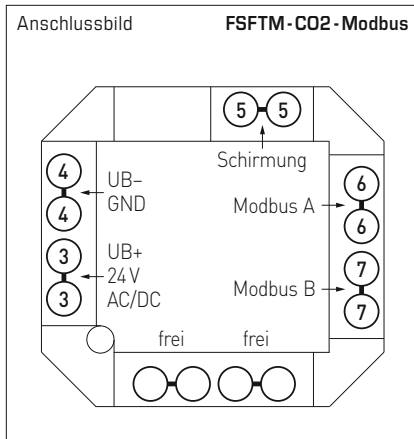 Anschlussbild FSFTM-CO2-Modbus
5 5
Schirmung
4
UB–
GND
4
6
Modbus A
6
3
UB+
24 V
AC/DC
3
7
Modbus B
7
frei frei